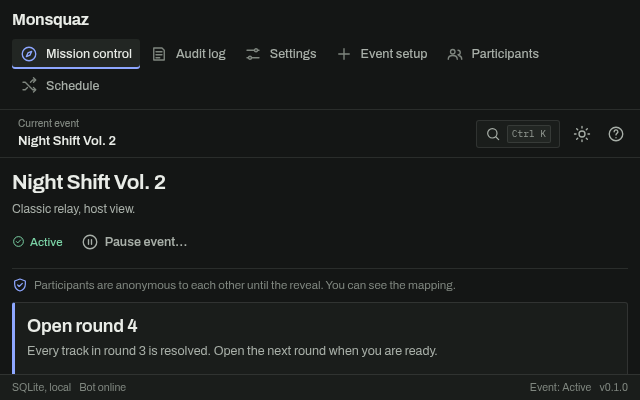 Monsquaz
Mission control
Audit log
Settings
Event setup
Participants
Schedule
Current event
Night Shift Vol. 2
Ctrl K
Night Shift Vol. 2
Classic relay, host view.
Active
Pause event...
Participants are anonymous to each other until the reveal. You can see the mapping.
Open round 4
Every track in round 3 is resolved. Open the next round when you are ready.
SQLite, local
Bot online
Event: Active
v0.1.0